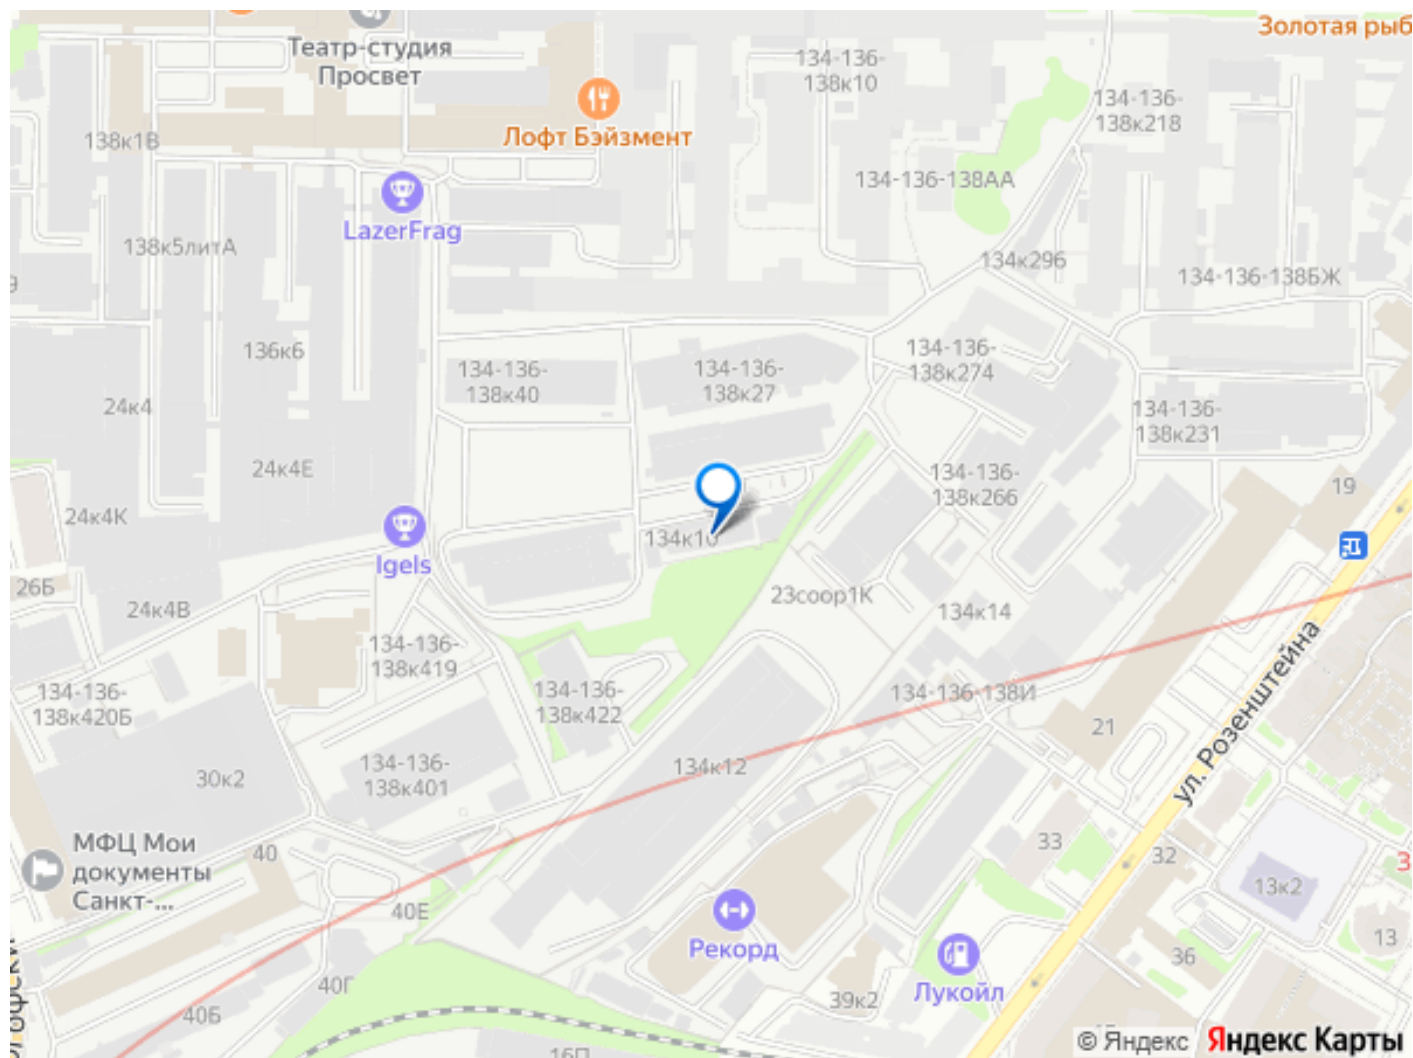 Золотая рыб
Театр-студия
Просвет
134-136-
138к10
134-136-
138к218
Лофт Бэйзмент
138к1В
134-136-138АА
LazerFrag
138к5литА
134к296
134-136-138БЖ
9
136к6
134-136-
138к40
134-136-
138к27
134-136-
138к274
24к4
134-136-
138к231
24к4Е
134-136-
138к266
19
24к4К
134к10
Igels
26Б
24к4В
23соор1К
134к14
134-136-
138к419
ул. Розенштейна
134-136-
138к420Б
134-136-
138к422
134-136-138И
21
30к2
134-136-
138к401
134к12
МФЦ Мои
документы
Санкт-...
40
33
32
13к2
З
40Е
Рекорд
13
36
Лукойл
40Г
39к2
40Б
16П
© Яндекс
Яндекс Карты